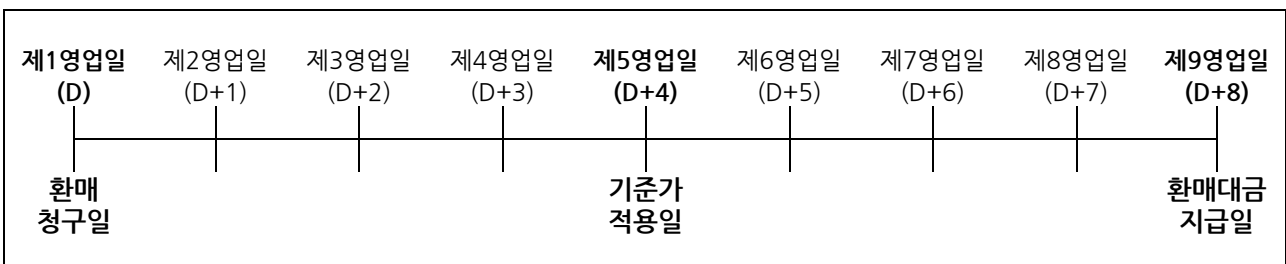 제1영업일 제2영업일 제3영업일 제4영업일 제5영업일 제6영업일 제7영업일 제8영업일 제9영업일
(D) (D+1) (D+2) (D+3) (D+4) (D+5) (D+6) (D+7) (D+8)
환매 기준가 환매대금
청구일 적용일 지급일